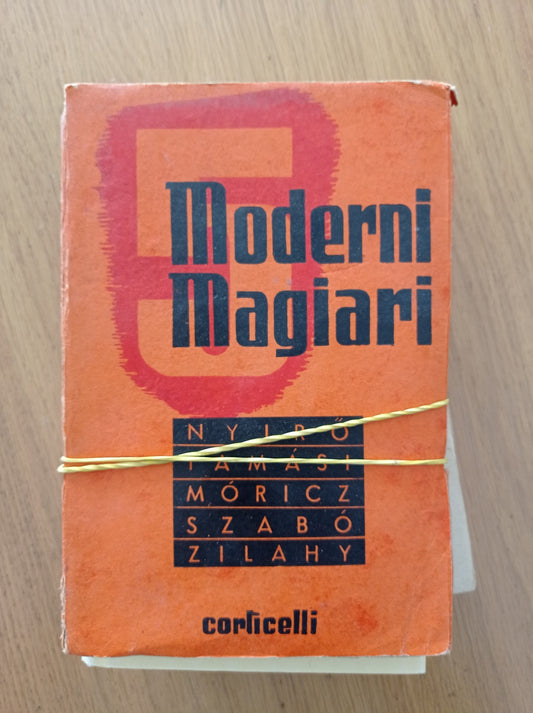 5
Moderni
Magiari
NYIRŐ
TAMÁSI
MÓRICZ
SZABÓ
ZILAHY
corticelli